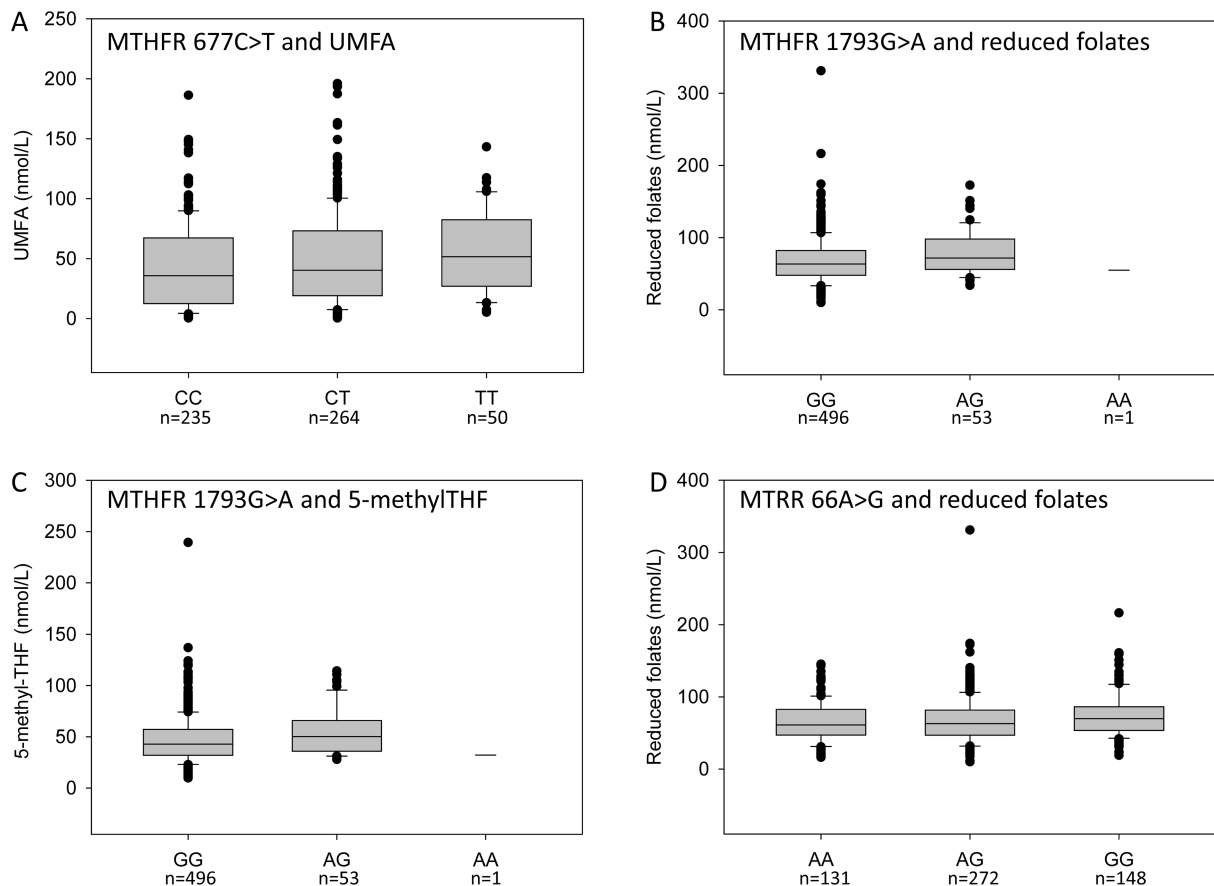 A
MTHFR 677C>T and UMFA
UMFA (nmol/L)
250
200
150
100
50
0
CC
CT
TT
n=235
n=264
n=50
B
MTHFR 1793G>A and reduced folates
Reduced folates (nmol/L)
400
300
200
100
0
GG
AG
AA
n=496
n=53
n=1
C
MTHFR 1793G>A and 5-methylTHF
5-methyl-THF (nmol/L)
300
250
200
150
100
50
0
GG
AG
AA
n=496
n=53
n=1
D
MTRR 66A>G and reduced folates
Reduced folates (nmol/L)
400
300
200
100
0
AA
AG
GG
n=131
n=272
n=148